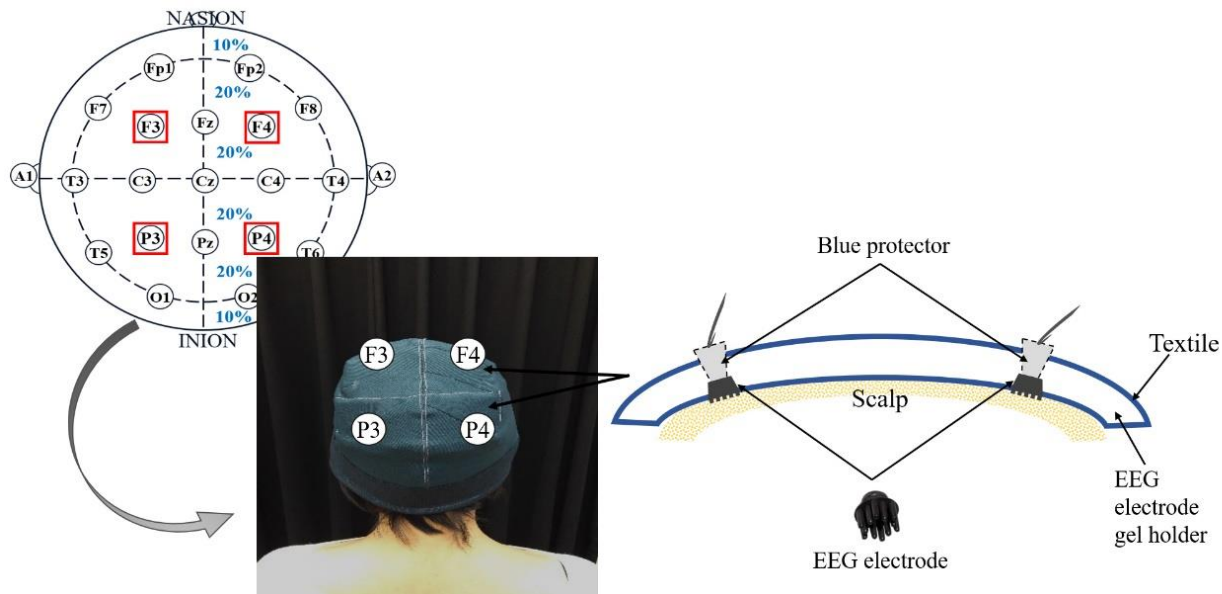 NASION
10%
Fp1
Fp2
20%
F7
F3
Fz
F4
F8
20%
A1
T3
C3
Cz
C4
T4
A2
20%
P3
Pz
P4
T5
T6
20%
O1
O2
10%
INION
F3
F4
P3
P4
Blue protector
Textile
Scalp
EEG
electrode
gel holder
EEG electrode